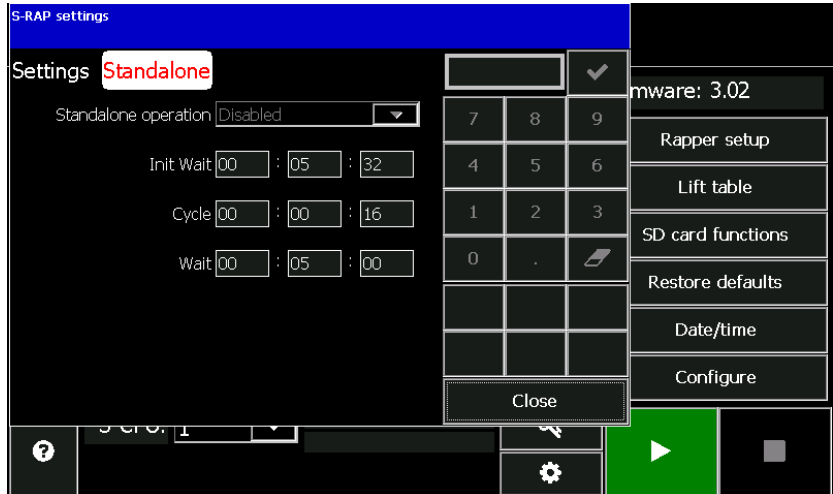 S-RAP settings
Settings Standalone
Standalone operation Disabled
Init Wait 00 : 05 : 32
Cycle 00 : 00 : 16
Wait 00 : 05 : 00
7 8 9
4 5 6
1 2 3
0 .
Close
mware: 3.02
Rapper setup
Lift table
SD card functions
Restore defaults
Date/time
Configure
1
?